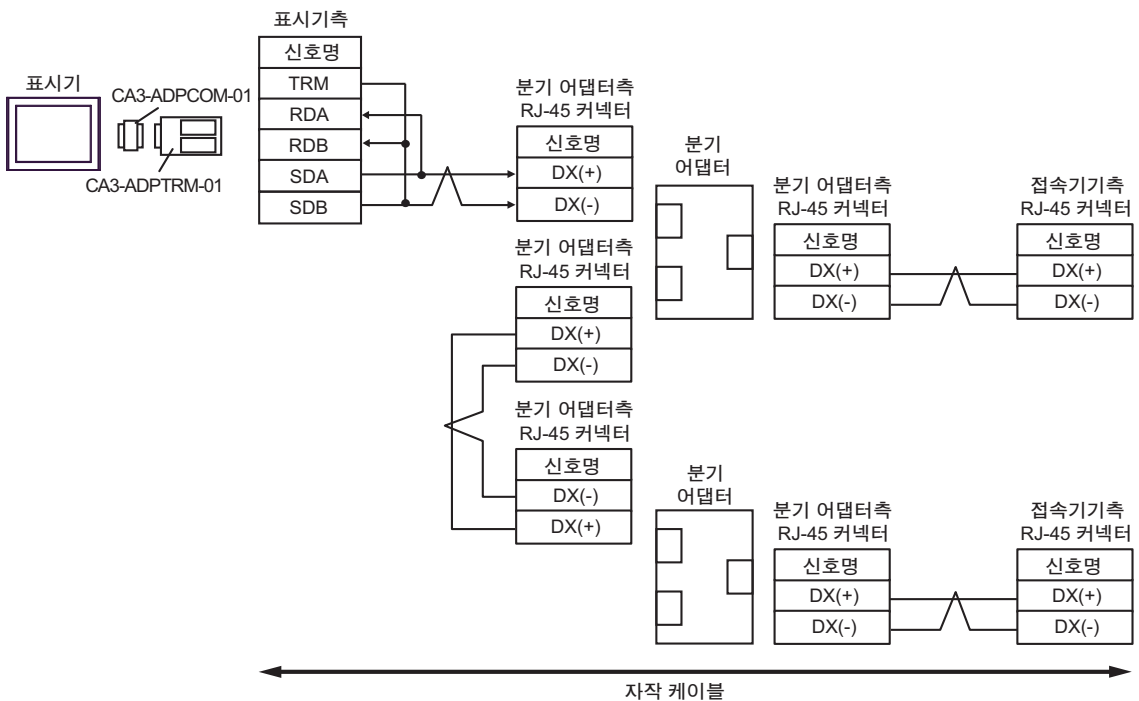 표시기측
신호명
TRM
RDA
RDB
SDA
SDB
표시기
CA3-ADPCOM-01
CA3-ADPTRM-01
분기 어댑터측
RJ-45 커넥터
신호명
DX(+)
DX(-)
분기
어댑터
분기 어댑터측
RJ-45 커넥터
신호명
DX(+)
DX(-)
접속기기측
RJ-45 커넥터
신호명
DX(+)
DX(-)
분기 어댑터측
RJ-45 커넥터
신호명
DX(+)
DX(-)
분기 어댑터측
RJ-45 커넥터
신호명
DX(-)
DX(+)
분기
어댑터
분기 어댑터측
RJ-45 커넥터
신호명
DX(+)
DX(-)
접속기기측
RJ-45 커넥터
신호명
DX(+)
DX(-)
자작 케이블